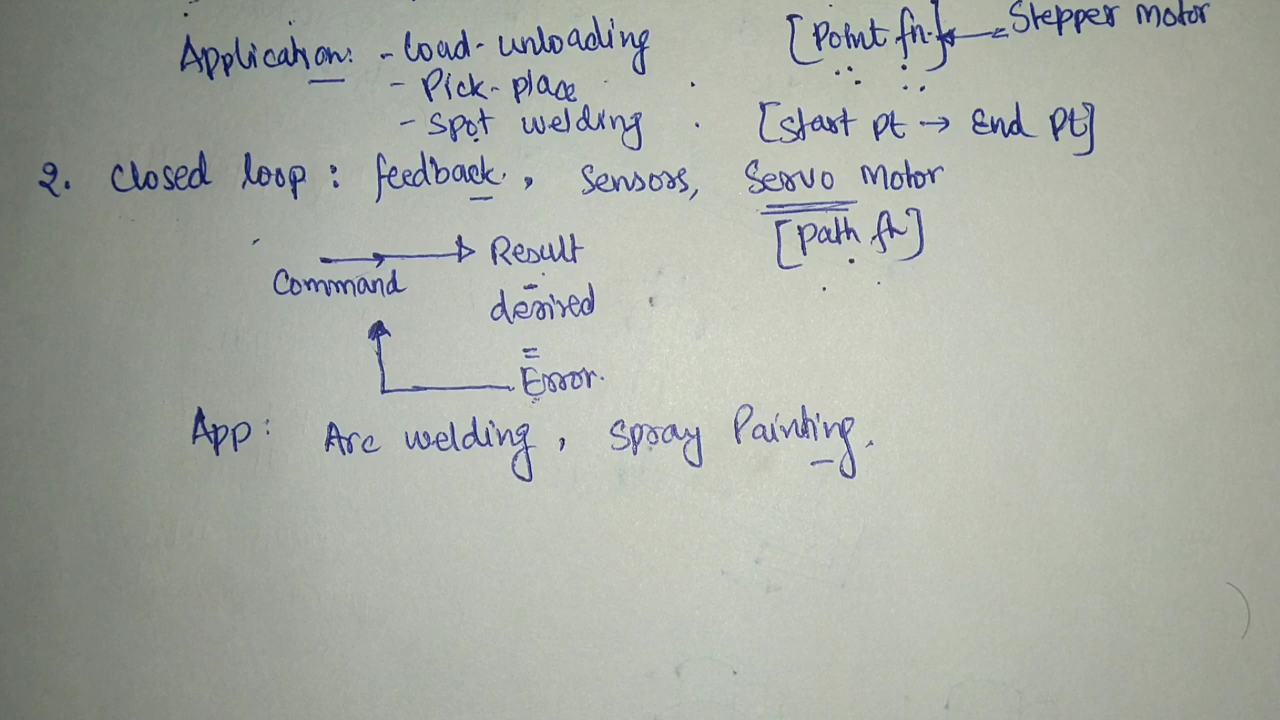 Application: - load-unloading [Point fn.] ← Stepper motor
- Pick-place
- Spot welding [Start pt → End pt]
2. Closed loop : feedback, Sensors, Servo motor
[Path fn]
Command → Result
-
desired
=
Error.
App: Arc welding, Spray Painting.